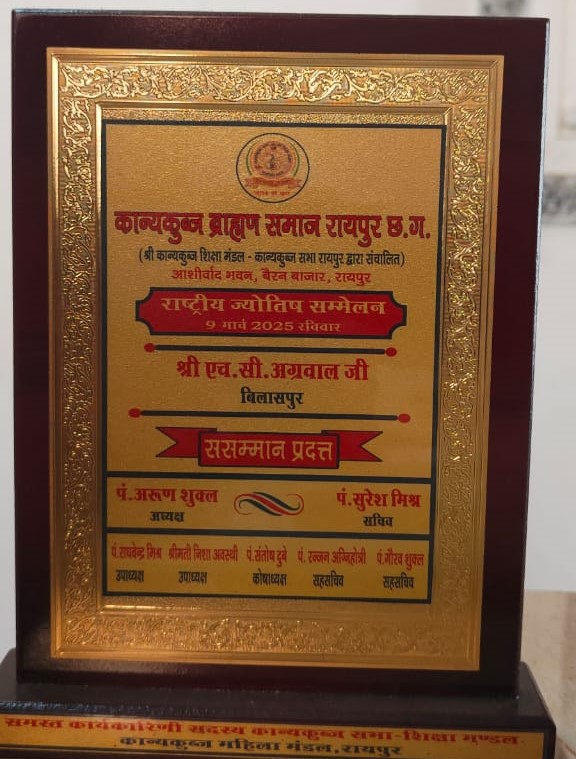 कान्यकुब्ज ब्राह्मण समाज रायपुर छ.ग.
(श्री कान्यकुब्ज शिक्षा मंडल - कान्यकुब्ज सभा रायपुर द्वारा संचालित)
आशीर्वाद भवन, बैरन बाजार, रायपुर
राष्ट्रीय ज्योतिष सम्मेलन
9 मार्च 2025 रविवार
श्री एच.सी.अग्रवाल जी
बिलासपुर
ससम्मान प्रदत्त
पं.अरूण शुक्ल पं.सुरेश मिश्र
अध्यक्ष सचिव
पं.राघवेन्द्र मिश्र श्रीमती निशा अवस्थी पं.संतोष दुबे पं. रज्जन अग्निहोत्री पं.गौरव शुक्ल
उपाध्यक्ष उपाध्यक्ष कोषाध्यक्ष सहसचिव सहसचिव
समस्त कार्यकारिणी सदस्य कान्यकुब्ज सभा-शिक्षा मण्डल
कान्यकुब्ज महिला मंडल,रायपुर